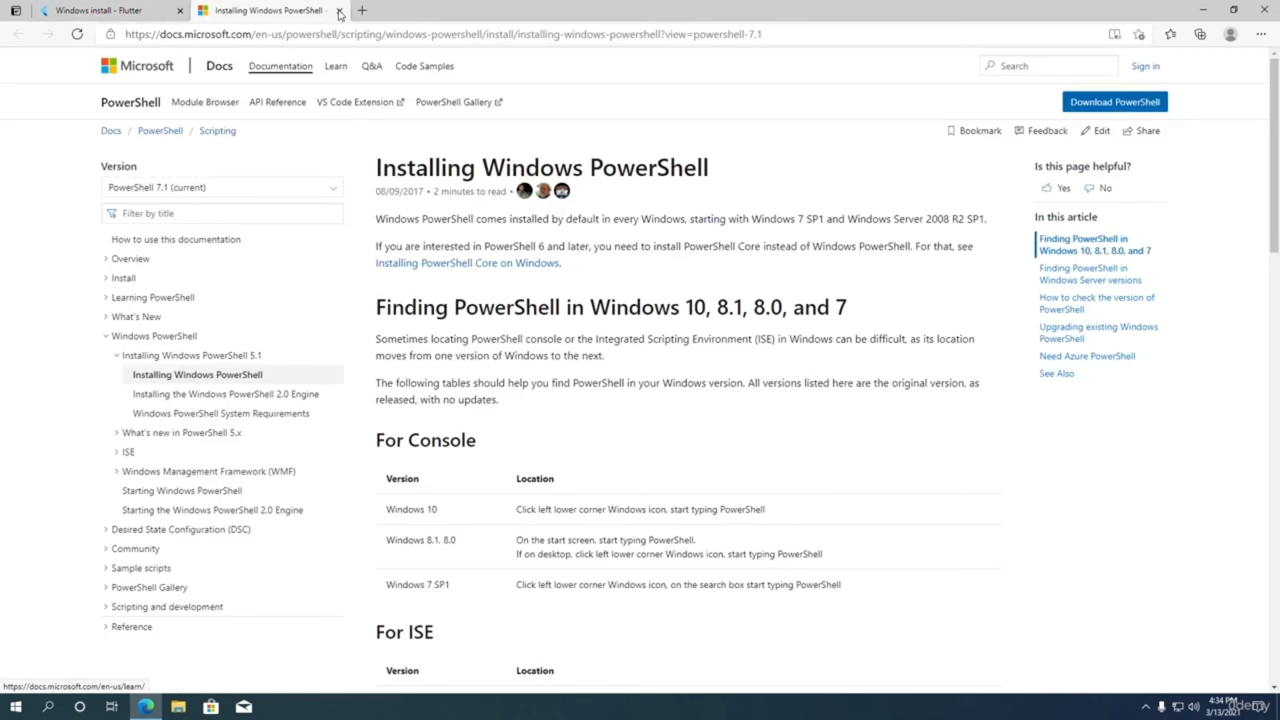 Windows install - Flutter
Installing Windows PowerShell -
https://docs.microsoft.com/en-us/powershell/scripting/windows-powershell/install/installing-windows-powershell?view=powershell-7.1
Microsoft
Docs
Documentation
Learn
Q&A
Code Samples
Search
Sign in
PowerShell
Module Browser
API Reference
VS Code Extension
PowerShell Gallery
Download PowerShell
Docs / PowerShell / Scripting
Bookmark
Feedback
Edit
Share
Version
PowerShell 7.1 (current)
Filter by title
How to use this documentation
Overview
Install
Learning PowerShell
What's New
Windows PowerShell
Installing Windows PowerShell 5.1
Installing Windows PowerShell
Installing the Windows PowerShell 2.0 Engine
Windows PowerShell System Requirements
What's new in PowerShell 5.x
ISE
Windows Management Framework (WMF)
Starting Windows PowerShell
Starting the Windows PowerShell 2.0 Engine
Desired State Configuration (DSC)
Community
Sample scripts
PowerShell Gallery
Scripting and development
Reference
Installing Windows PowerShell
08/09/2017 • 2 minutes to read •
Windows PowerShell comes installed by default in every Windows, starting with Windows 7 SP1 and Windows Server 2008 R2 SP1.
If you are interested in PowerShell 6 and later, you need to install PowerShell Core instead of Windows PowerShell. For that, see
Installing PowerShell Core on Windows.
Finding PowerShell in Windows 10, 8.1, 8.0, and 7
Sometimes locating PowerShell console or the Integrated Scripting Environment (ISE) in Windows can be difficult, as its location
moves from one version of Windows to the next.
The following tables should help you find PowerShell in your Windows version. All versions listed here are the original version, as
released, with no updates.
For Console
Version Location
Windows 10 Click left lower corner Windows icon, start typing PowerShell
Windows 8.1, 8.0 On the start screen, start typing PowerShell.
If on desktop, click left lower corner Windows icon, start typing PowerShell
Windows 7 SP1 Click left lower corner Windows icon, on the search box start typing PowerShell
For ISE
Version Location
Is this page helpful?
Yes No
In this article
Finding PowerShell in
Windows 10, 8.1, 8.0, and 7
Finding PowerShell in
Windows Server versions
How to check the version of
PowerShell
Upgrading existing Windows
PowerShell
Need Azure PowerShell
See Also
https://docs.microsoft.com/en-us/learn/
4:34 PM